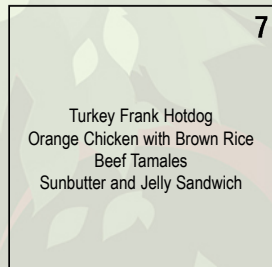 7
Turkey Frank Hotdog
Orange Chicken with Brown Rice
Beef Tamales
Sunbutter and Jelly Sandwich